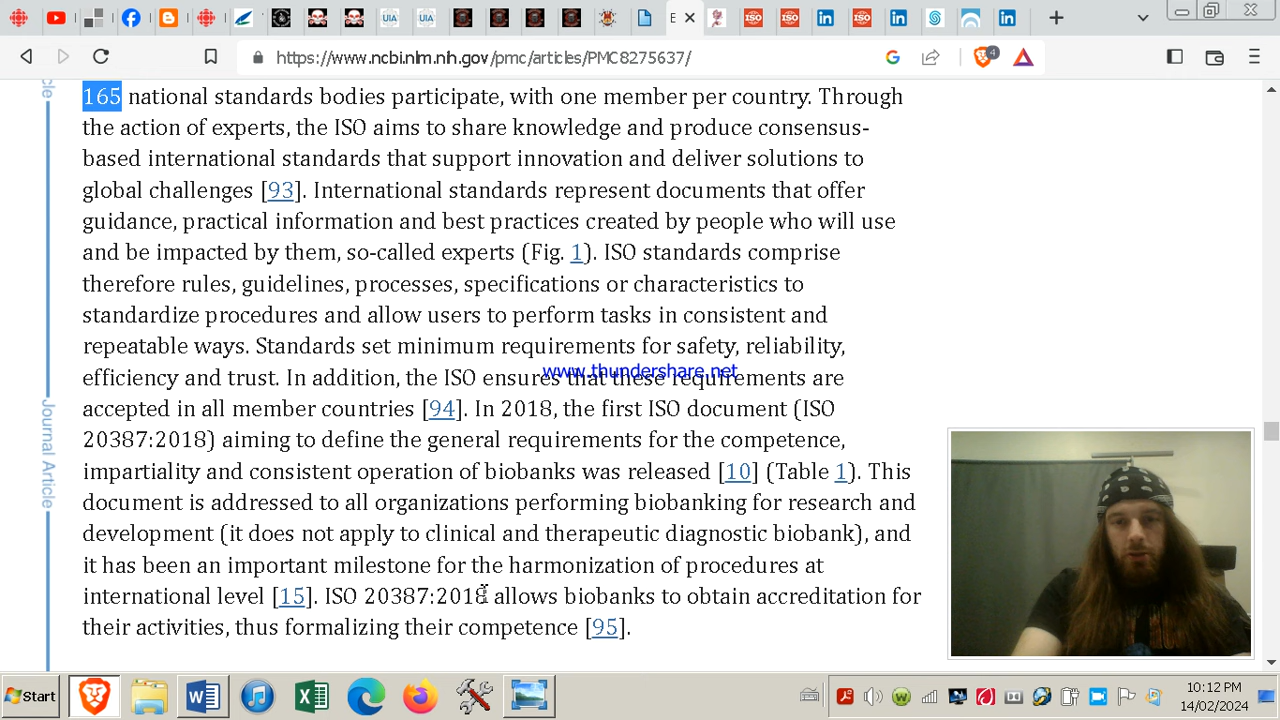 UIA
UIA
E
ISO
ISO
ISO
https://www.ncbi.nlm.nih.gov/pmc/articles/PMC8275637/
4
165 national standards bodies participate, with one member per country. Through
the action of experts, the ISO aims to share knowledge and produce consensus-
based international standards that support innovation and deliver solutions to
global challenges [93]. International standards represent documents that offer
guidance, practical information and best practices created by people who will use
and be impacted by them, so-called experts (Fig. 1). ISO standards comprise
therefore rules, guidelines, processes, specifications or characteristics to
standardize procedures and allow users to perform tasks in consistent and
repeatable ways. Standards set minimum requirements for safety, reliability,
www.thundershare.net
efficiency and trust. In addition, the ISO ensures that these requirements are
accepted in all member countries [94]. In 2018, the first ISO document (ISO
20387:2018) aiming to define the general requirements for the competence,
impartiality and consistent operation of biobanks was released [10] (Table 1). This
document is addressed to all organizations performing biobanking for research and
development (it does not apply to clinical and therapeutic diagnostic biobank), and
it has been an important milestone for the harmonization of procedures at
international level [15]. ISO 20387:2018 allows biobanks to obtain accreditation for
their activities, thus formalizing their competence [95].
Journal Article
Start
10:12 PM
14/02/2024